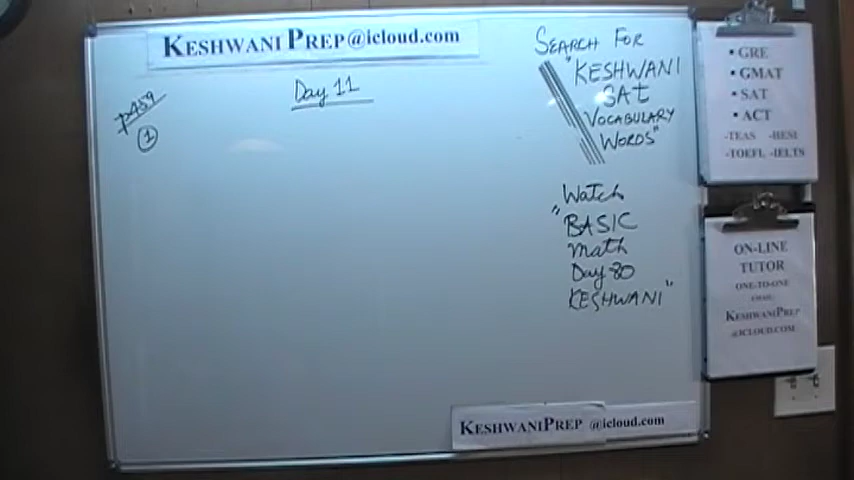 KESHWANI PREP@icloud.com
Day 11
p459
1
SEARCH FOR
"KESHWANI
SAT
VOCABULARY
WORDS"
Watch
"BASIC
math
Day 80
KESHWANI"
KESHWANIPREP @icloud.com
• GRE
• GMAT
• SAT
• ACT
-TEAS -HESI
-TOEFL -IELTS
ON-LINE
TUTOR
ONE-TO-ONE
KESHWANIPREP
@ICLOUD.COM